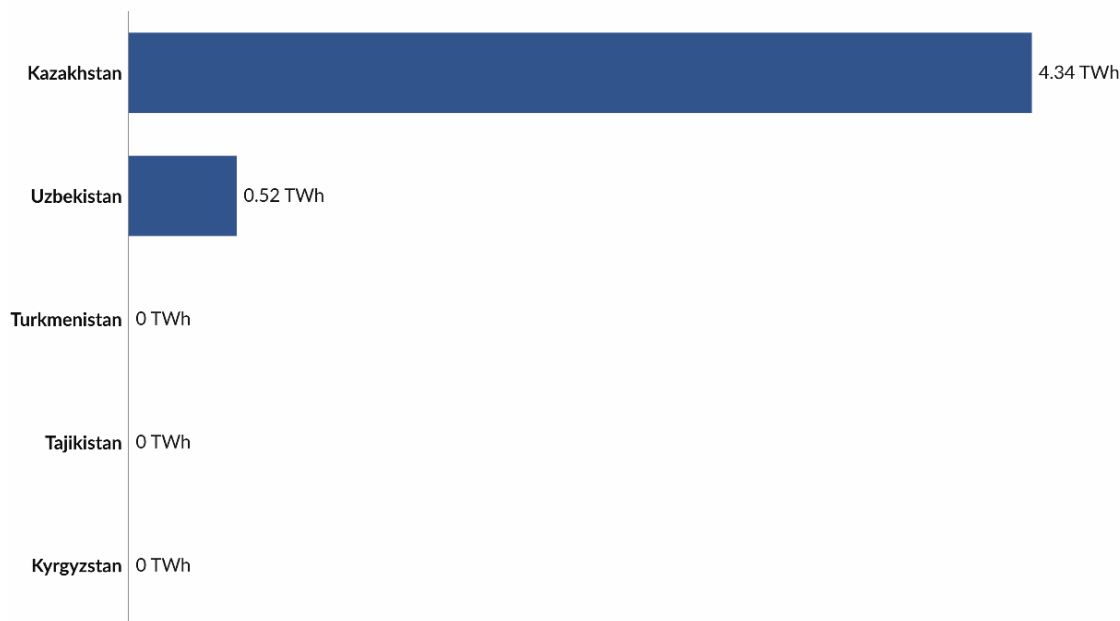 Kazakhstan 4.34 TWh
Uzbekistan 0.52 TWh
Turkmenistan 0 TWh
Tajikistan 0 TWh
Kyrgyzstan 0 TWh